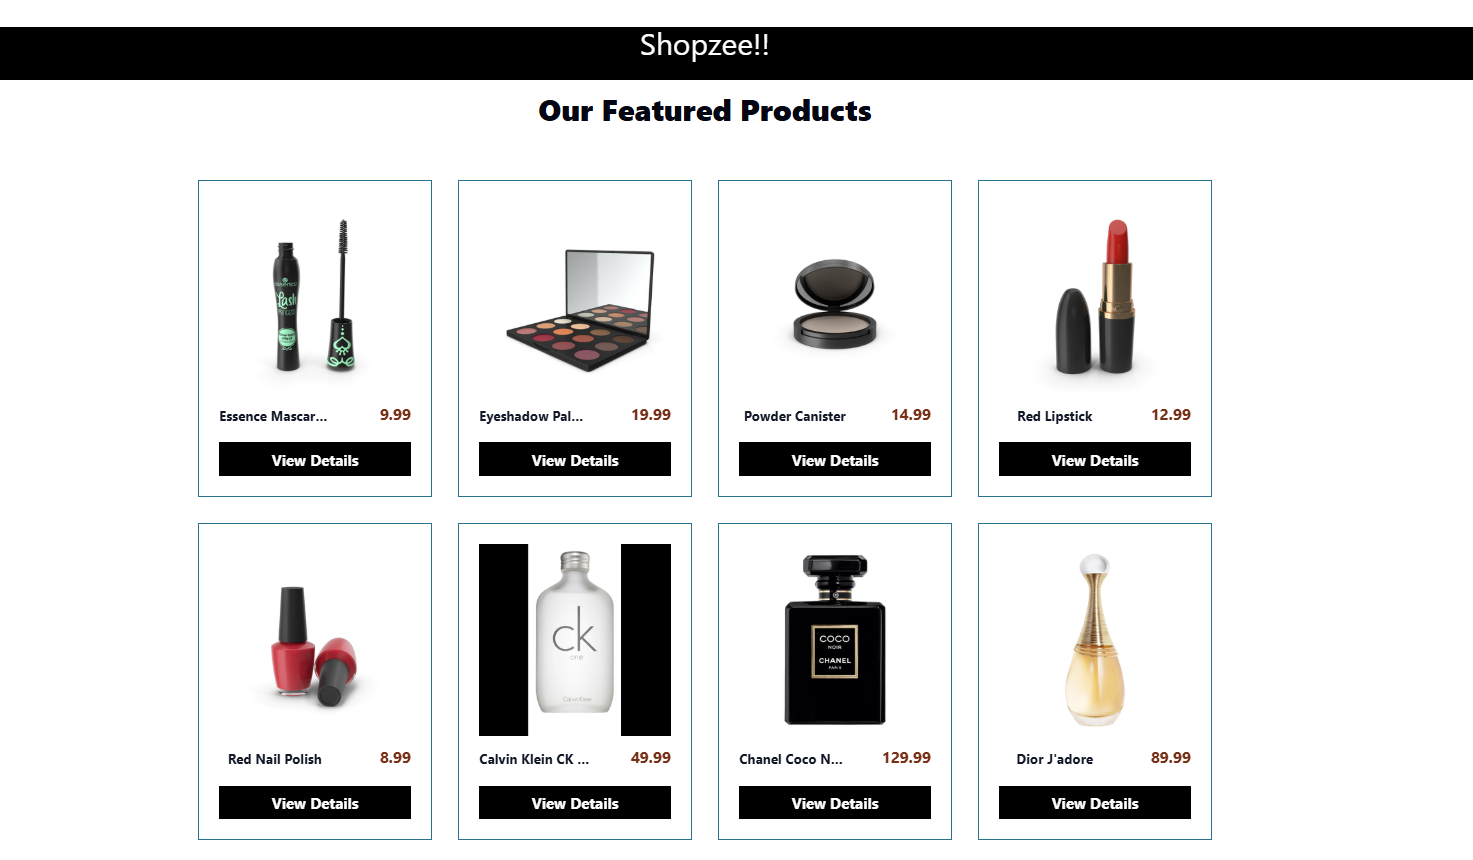 Shopzee!!
Our Featured Products
Lash
Essence Mascar... 9.99
Eyeshadow Pal... 19.99
Powder Canister 14.99
Red Lipstick 12.99
View Details
View Details
View Details
View Details
ck
one
Calvin Klein
COCO
NOIR
CHANEL
PARIS
Red Nail Polish 8.99
Calvin Klein CK ... 49.99
Chanel Coco N... 129.99
Dior J'adore 89.99
View Details
View Details
View Details
View Details